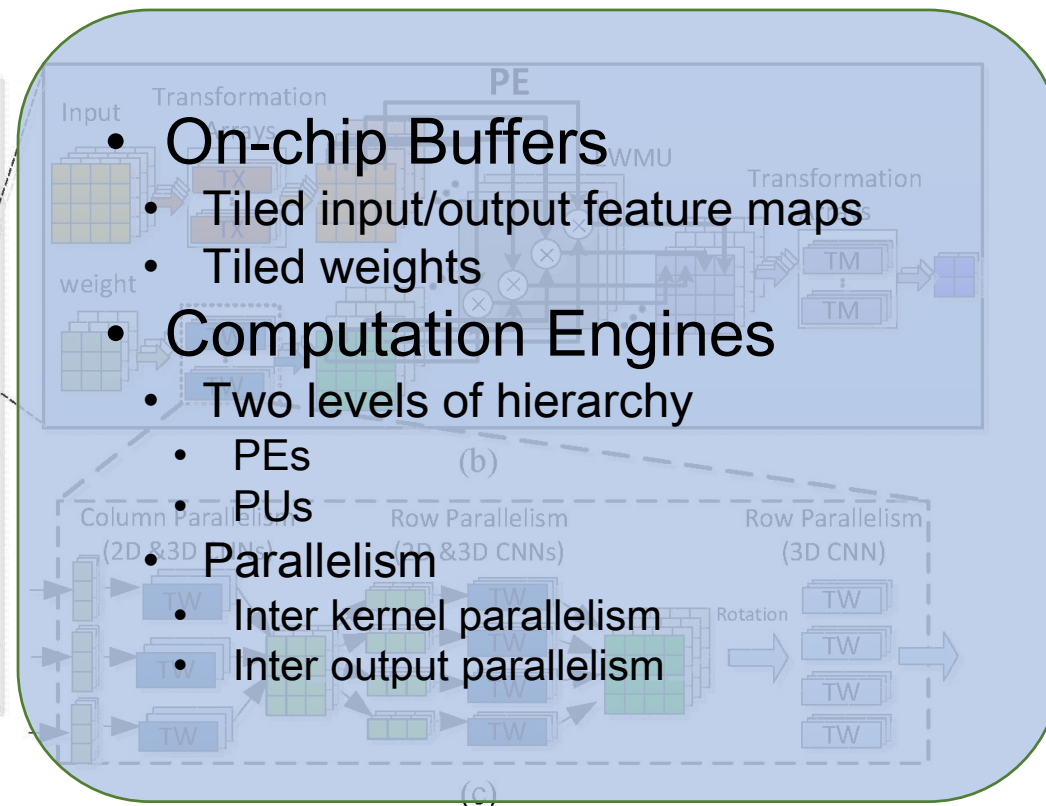 PE
Input
Transformation
• On-chip Buffers
WMU
Transformation
• Tiled input/output feature maps
TX
TX
• Tiled weights
TM
weight
TM
• Computation Engines
TW
• Two levels of hierarchy
• PEs
(b)
• PUs
Column Parallelism
Row Parallelism
Row Parallelism
(2D &3D CNNs)
(2D &3D CNNs)
(3D CNN)
• Parallelism
TW
TW
TW
• Inter kernel parallelism
Rotation
TW
TW
• Inter output parallelism
TW
TW
TW
TW
TW
(c)